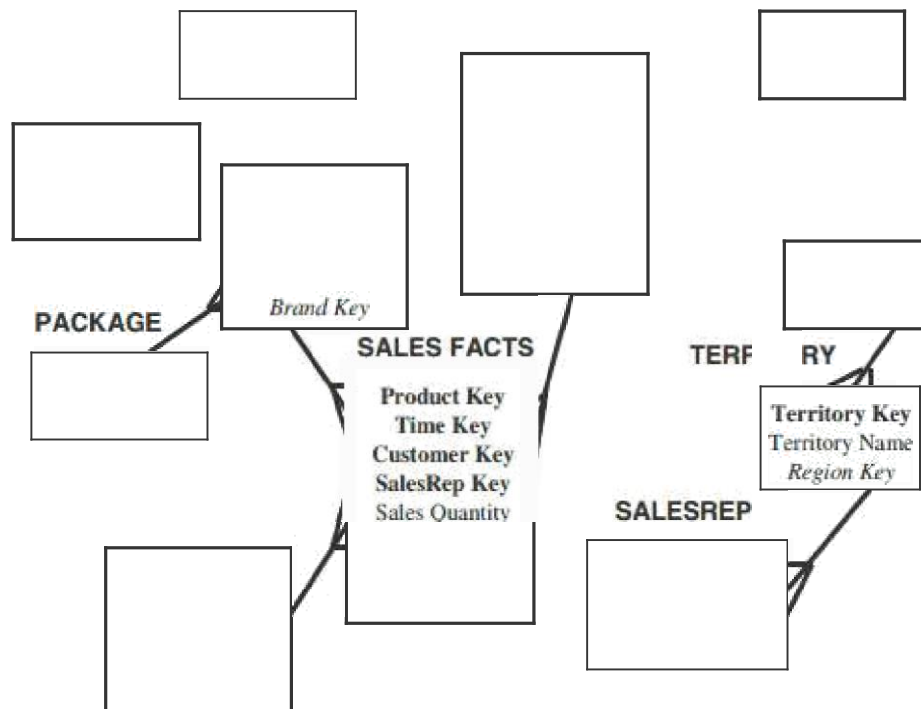 Brand Key
PACKAGE
SALES FACTS
Product Key
Time Key
Customer Key
SalesRep Key
Sales Quantity
TERF RY
Territory Key
Territory Name
Region Key
SALESREP